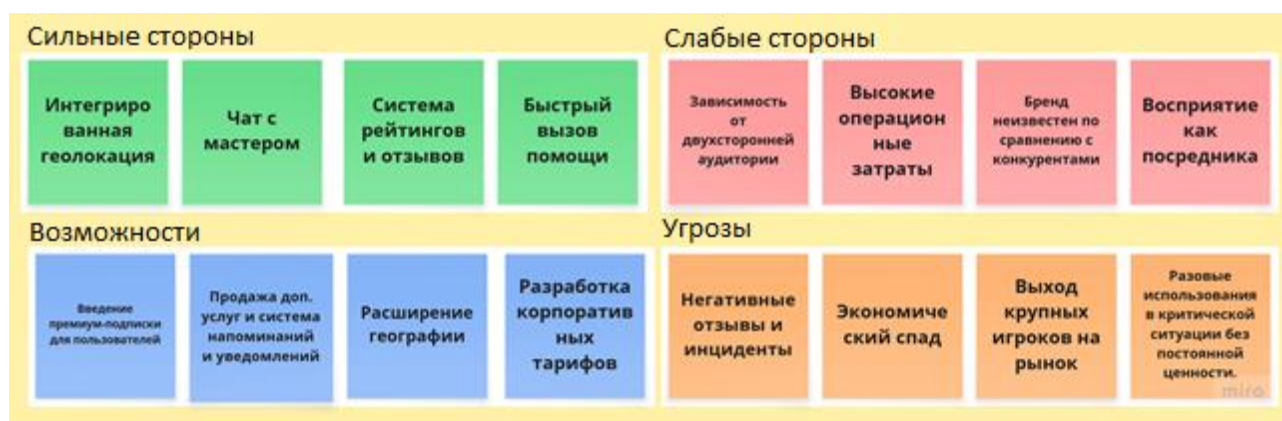 Сильные стороны
Интегриро
ванная
геолокация
Чат с
мастером
Система
рейтингов
и отзывов
Быстрый
вызов
помощи
Слабые стороны
Зависимость
от
двухсторонней
аудитории
Высокие
операцион
ные
затраты
Бренд
неизвестен по
сравнению с
конкурентами
Восприятие
как
посредника
Возможности
Введение
премиум-подписки
для пользователей
Продажа доп.
услуг и система
напоминаний
и уведомлений
Расширение
географии
Разработка
корпоратив
ных
тарифов
Угрозы
Негативные
отзывы и
инциденты
Экономиче
ский спад
Выход
крупных
игроков на
рынок
Разовые
использования
в критической
ситуации без
постоянной
ценности.
miro